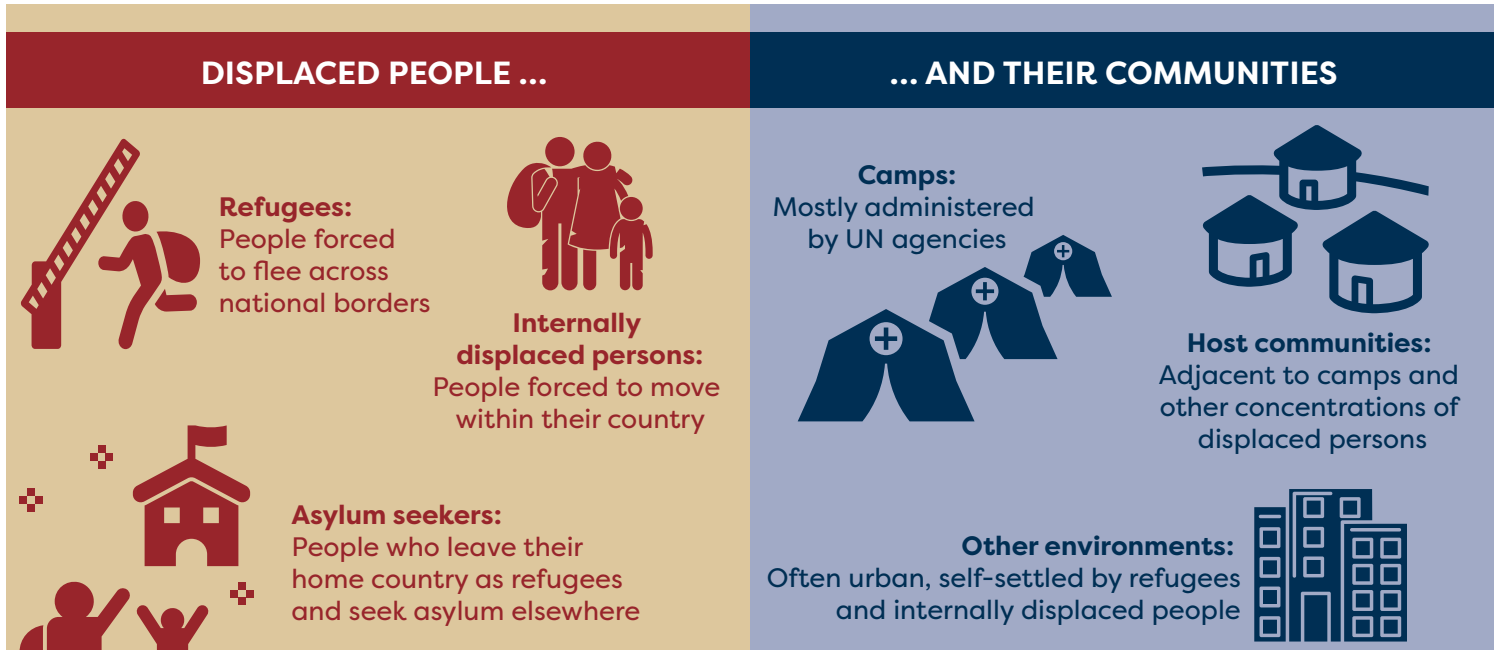 DISPLACED PEOPLE ...
Refugees:
People forced
to flee across
national borders
Internally
displaced persons:
People forced to move
within their country
Asylum seekers:
People who leave their
home country as refugees
and seek asylum elsewhere
... AND THEIR COMMUNITIES
Camps:
Mostly administered
by UN agencies
Host communities:
Adjacent to camps and
other concentrations of
displaced persons
Other environments:
Often urban, self-settled by refugees
and internally displaced people